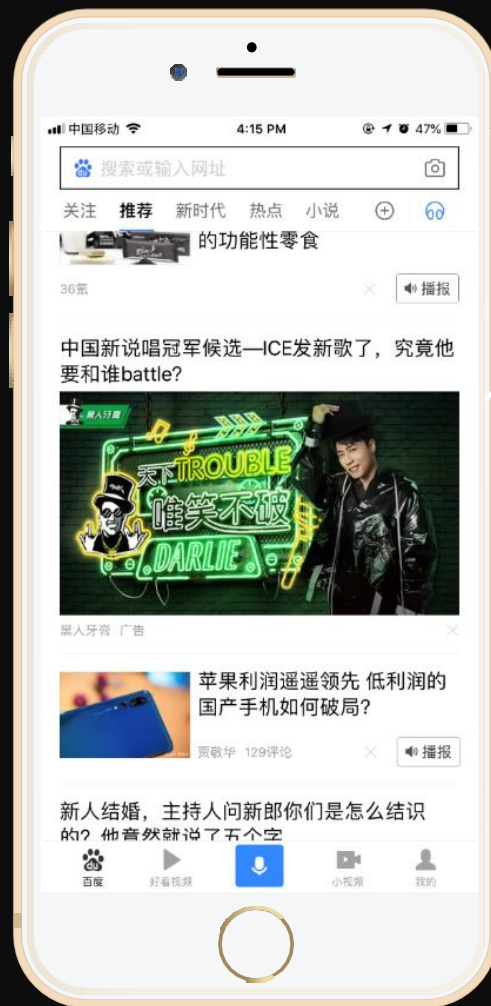 中国移动 4:15 PM 47%
du 搜索或输入网址
关注 推荐 新时代 热点 小说
的功能性零食
36氪 播报
中国新说唱冠军候选—ICE发新歌了，究竟他
要和谁battle?
黑人牙膏
天下TROUBLE
唯笑不破
DARLIE
黑人牙膏 广告
苹果利润遥遥领先 低利润的
国产手机如何破局?
贾敬华 129评论 播报
新人结婚，主持人问新郎你们是怎么结识
的? 他竟然就说了五个字
du
百度 好看视频 小视频 我的